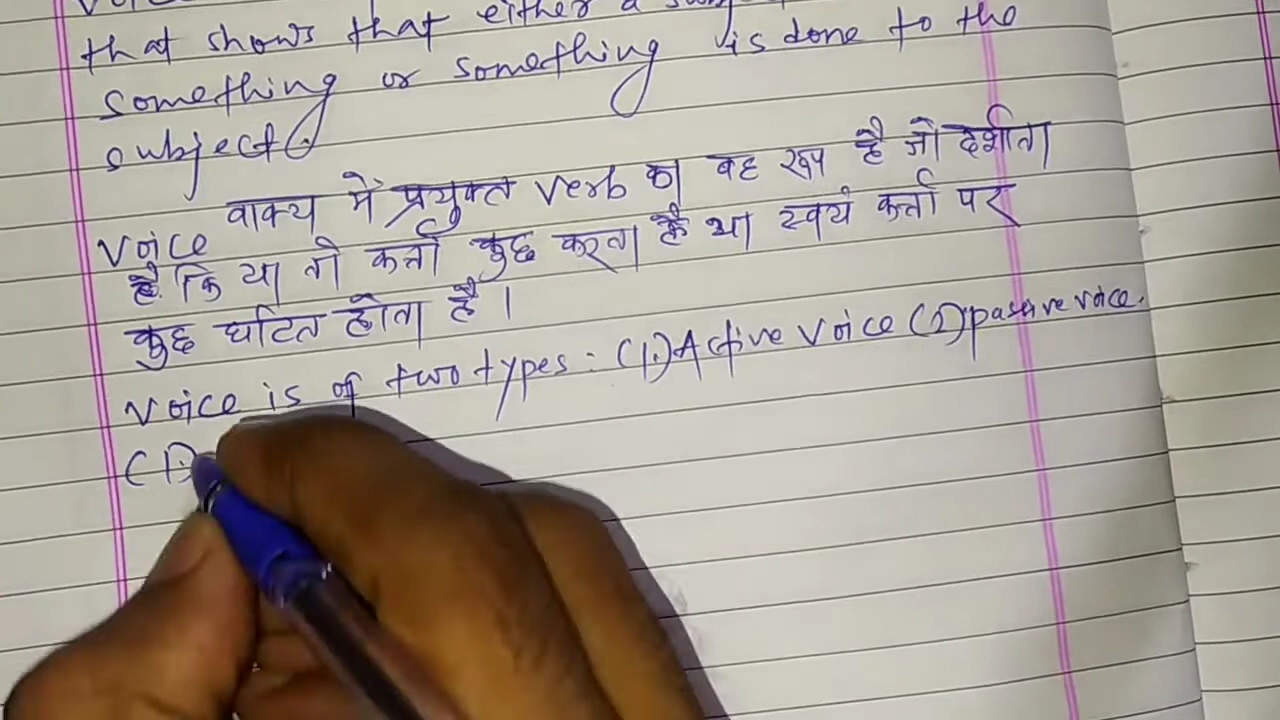 that shows that either a
something or something is done to the
subject.
voice वाक्य में प्रयुक्त verb का वह रूप है जो दर्शाता
है कि या तो कर्त्ता कुछ करता है या स्वयं कर्त्ता पर
कुछ घटित होता है।
voice is of two types: (1.) Active voice (2) passive voice.
(1.)